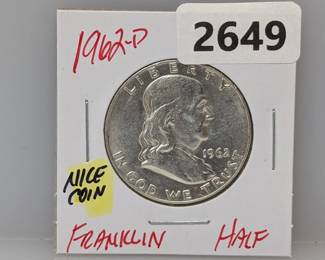 1962-D
2649
LIBERTY
1962
IN GOD WE TRUST
NICE
COIN
FRANKLIN HALF